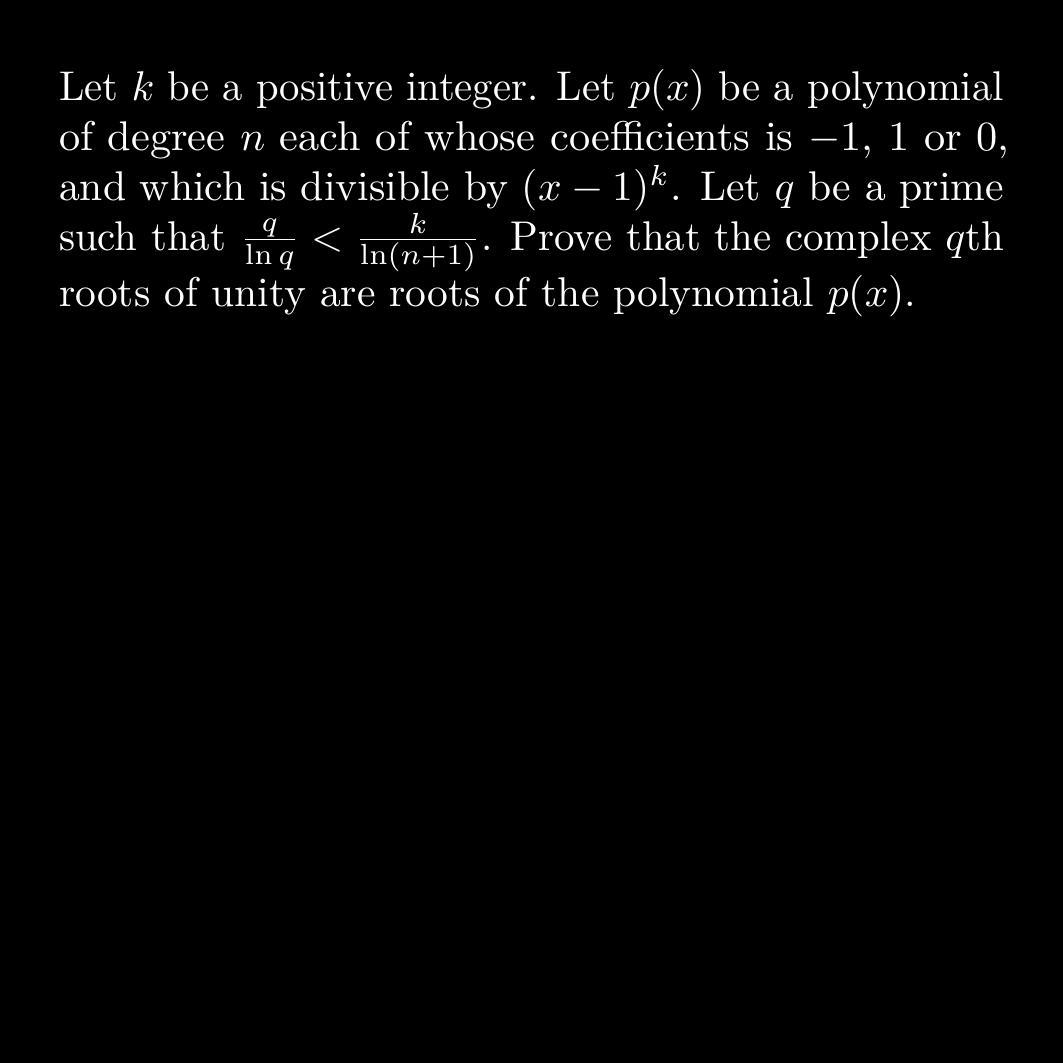 Let k be a positive integer. Let p(x) be a polynomial
of degree n each of whose coefficients is −1, 1 or 0,
and which is divisible by (x − 1)^k. Let q be a prime
such that \frac{q}{\ln q} < \frac{k}{\ln(n+1)}. Prove that the complex qth
roots of unity are roots of the polynomial p(x).